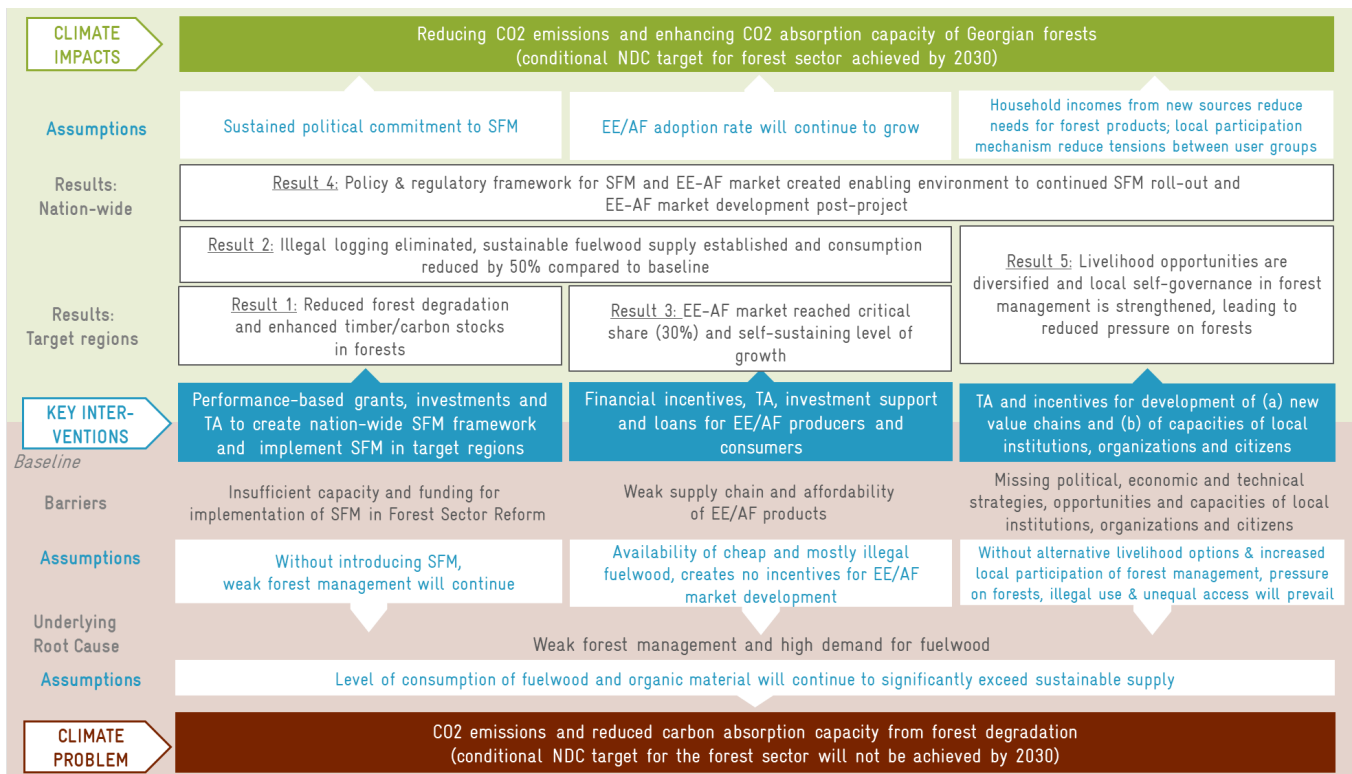 CLIMATE
IMPACTS
Reducing CO2 emissions and enhancing CO2 absorption capacity of Georgian forests
(conditional NDC target for forest sector achieved by 2030)
Assumptions
Sustained political commitment to SFM
EE/AF adoption rate will continue to grow
Household incomes from new sources reduce
needs for forest products; local participation
mechanism reduce tensions between user groups
Results:
Nation-wide
Result 4: Policy & regulatory framework for SFM and EE-AF market created enabling environment to continued SFM roll-out and
EE-AF market development post-project
Result 2: Illegal logging eliminated, sustainable fuelwood supply established and consumption
reduced by 50% compared to baseline
Result 5: Livelihood opportunities are
diversified and local self-governance in forest
management is strengthened, leading to
reduced pressure on forests
Results:
Target regions
Result 1: Reduced forest degradation
and enhanced timber/carbon stocks
in forests
Result 3: EE-AF market reached critical
share (30%) and self-sustaining level of
growth
KEY INTER-
VENTIONS
Performance-based grants, investments and
TA to create nation-wide SFM framework
and implement SFM in target regions
Financial incentives, TA, investment support
and loans for EE/AF producers and
consumers
TA and incentives for development of (a) new
value chains and (b) of capacities of local
institutions, organizations and citizens
Baseline
Barriers
Insufficient capacity and funding for
implementation of SFM in Forest Sector Reform
Weak supply chain and affordability
of EE/AF products
Missing political, economic and technical
strategies, opportunities and capacities of local
institutions, organizations and citizens
Assumptions
Without introducing SFM,
weak forest management will continue
Availability of cheap and mostly illegal
fuelwood, creates no incentives for EE/AF
market development
Without alternative livelihood options & increased
local participation of forest management, pressure
on forests, illegal use & unequal access will prevail
Underlying
Root Cause
Weak forest management and high demand for fuelwood
Assumptions
Level of consumption of fuelwood and organic material will continue to significantly exceed sustainable supply
CLIMATE
PROBLEM
CO2 emissions and reduced carbon absorption capacity from forest degradation
(conditional NDC target for the forest sector will not be achieved by 2030)